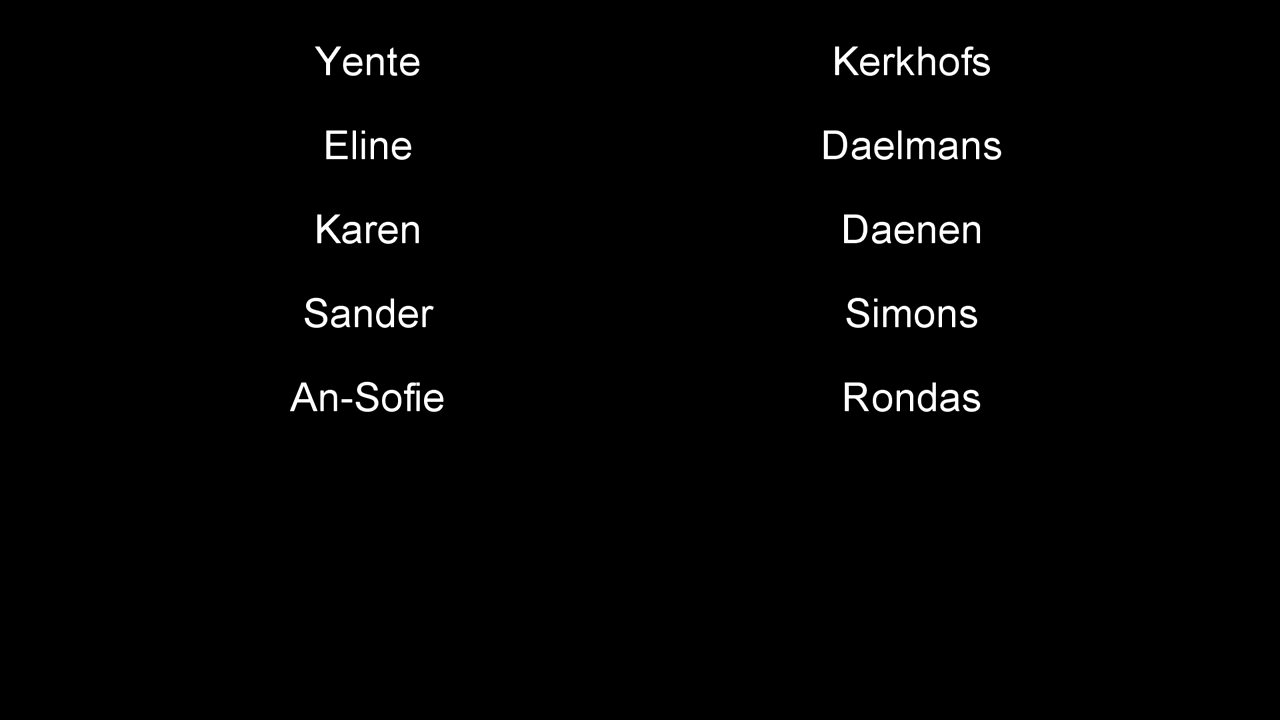 Yente Kerkhofs
Eline Daelmans
Karen Daenen
Sander Simons
An-Sofie Rondas